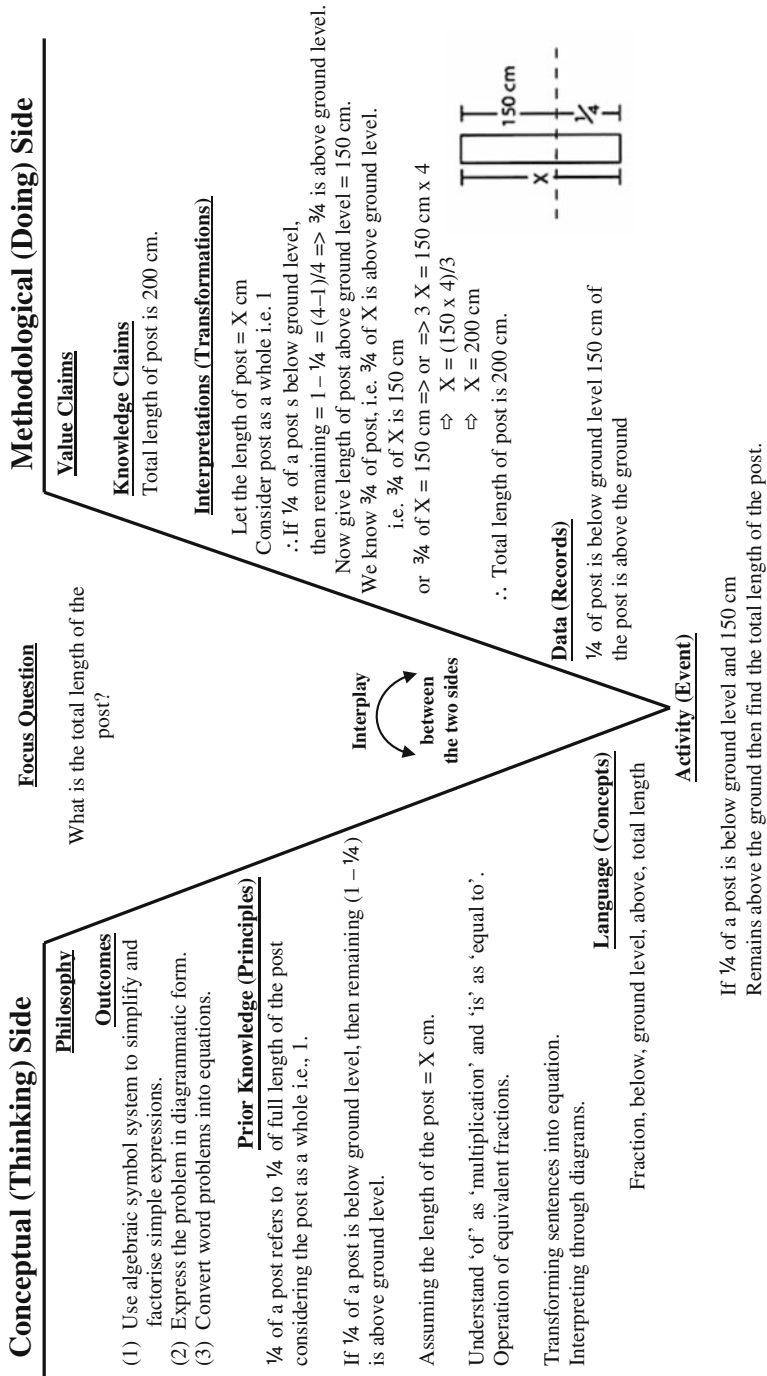 Conceptual (Thinking) Side
Philosophy
Outcomes
(1) Use algebraic symbol system to simplify and
factorise simple expressions.
(2) Express the problem in diagrammatic form.
(3) Convert word problems into equations.
Prior Knowledge (Principles)
¼ of a post refers to ¼ of full length of the post
considering the post as a whole i.e., 1.
If ¼ of a post is below ground level, then remaining (1 – ¼)
is above ground level.
Assuming the length of the post = X cm.
Understand ‘of’ as ‘multiplication’ and ‘is’ as ‘equal to’.
Operation of equivalent fractions.
Transforming sentences into equation.
Interpreting through diagrams.
Language (Concepts)
Fraction, below, ground level, above, total length
Focus Question
What is the total length of the
post?
Interplay
between
the two sides
Methodological (Doing) Side
Value Claims
Knowledge Claims
Total length of post is 200 cm.
Interpretations (Transformations)
Let the length of post = X cm
Consider post as a whole i.e. 1
∴If ¼ of a post s below ground level,
then remaining = 1 – ¼ = (4–1)/4 => ¾ is above ground level.
Now give length of post above ground level = 150 cm.
We know ¾ of post, i.e. ¾ of X is above ground level.
i.e. ¾ of X is 150 cm
or ¾ of X = 150 cm => or => 3 X = 150 cm x 4
⇨ X = (150 x 4)/3
⇨ X = 200 cm
∴ Total length of post is 200 cm.
X
150 cm
¼
Data (Records)
¼ of post is below ground level 150 cm of
the post is above the ground
Activity (Event)
If ¼ of a post is below ground level and 150 cm
Remains above the ground then find the total length of the post.